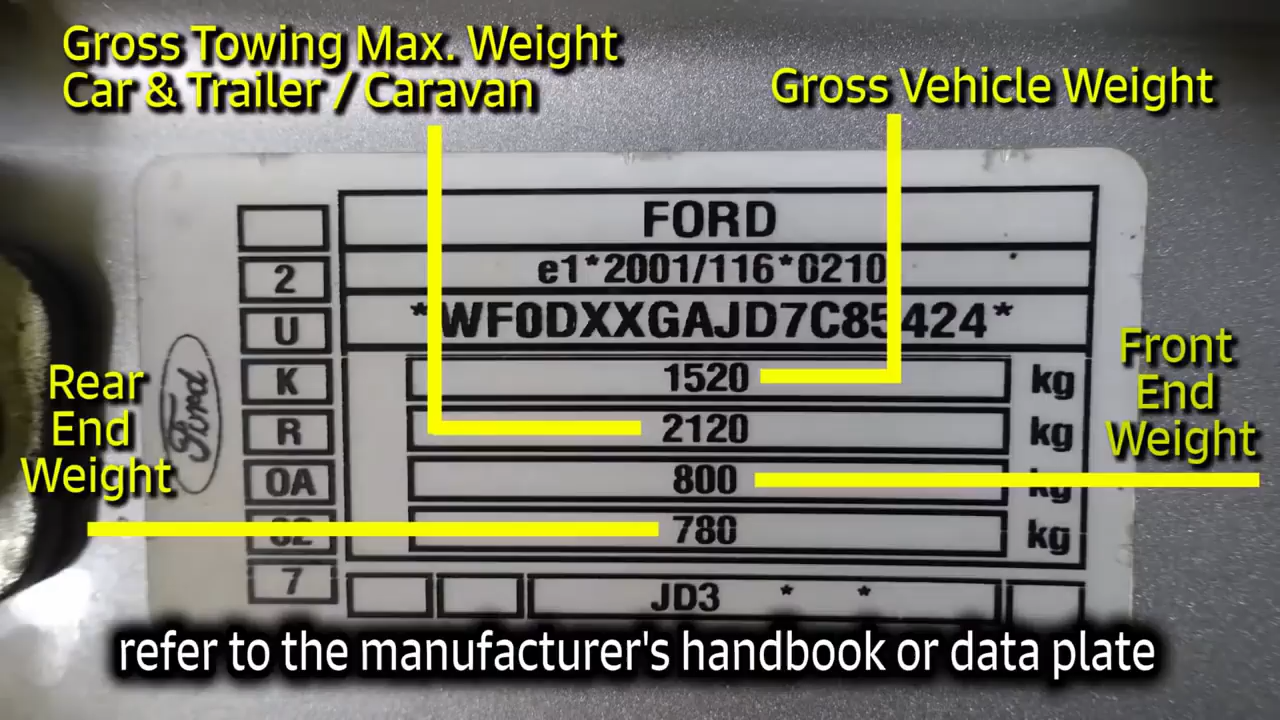 Gross Towing Max. Weight
Car & Trailer / Caravan
Gross Vehicle Weight
FORD
2 e1*2001/116*0210
U *WF0DXXGAJD7C85424*
K 1520 kg
R 2120 kg
0A 800 kg
780 kg
7 JD3 * *
Ford
Rear
End
Weight
Front
End
Weight
refer to the manufacturer's handbook or data plate